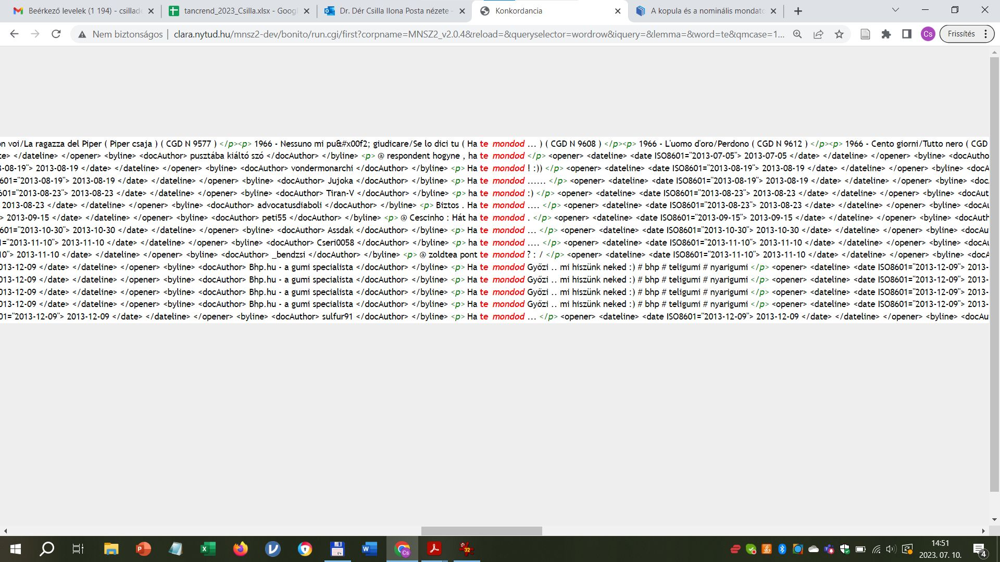 Beérkező levelek (1 194) - csillade
tancrend_2023_Csilla.xlsx - Googl
Dr. Dér Csilla Ilona Posta nézete -
Konkordancia
A kopula és a nominális mondato
Nem biztonságos | clara.nytud.hu/mnsz2-dev/bonito/run.cgi/first?corpname=MNSZ2_v2.0.4&reload=&queryselector=wordrow&iquery=&lemma=&word=te&qmcase=1...
Cs
Frissítés
on voi/La ragazza del Piper ( Piper csaja ) ( CGD N 9577 ) </p><p> 1966 - Nessuno mi pu&#x00f2; giudicare/Se lo dici tu ( Ha te mondod ... ) ( CGD N 9608 ) </p><p> 1966 - L'uomo d'oro/Perdono ( CGD N 9612 ) </p><p> 1966 - Cento giorni/Tutto nero ( CGD
te> </dateline> </opener> <byline> <docAuthor> pusztába kiáltó szó </docAuthor> </byline> <p> @ respondent hogyne , ha te mondod </p> <opener> <dateline> <date ISO8601="2013-07-05"> 2013-07-05 </date> </dateline> </opener> <byline> <docAutho
3-08-19"> 2013-08-19 </date> </dateline> </opener> <byline> <docAuthor> vondermonarchi </docAuthor> </byline> <p> Ha te mondod ! :)) </p> <opener> <dateline> <date ISO8601="2013-08-19"> 2013-08-19 </date> </dateline> </opener> <byline> <docA
601="2013-08-19"> 2013-08-19 </date> </dateline> </opener> <byline> <docAuthor> Jujoka </docAuthor> </byline> <p> Ha te mondod ...... </p> <opener> <dateline> <date ISO8601="2013-08-19"> 2013-08-19 </date> </dateline> </opener> <byline> <doc
601="2013-08-23"> 2013-08-23 </date> </dateline> </opener> <byline> <docAuthor> Tiran-V </docAuthor> </byline> <p> ha te mondod :) </p> <opener> <dateline> <date ISO8601="2013-08-23"> 2013-08-23 </date> </dateline> </opener> <byline> <docAut
2013-08-23 </date> </dateline> </opener> <byline> <docAuthor> advocatusdiaboli </docAuthor> </byline> <p> Biztos . Ha te mondod .... </p> <opener> <dateline> <date ISO8601="2013-08-23"> 2013-08-23 </date> </dateline> </opener> <byline> <doc
> 2013-09-15 </date> </dateline> </opener> <byline> <docAuthor> peti55 </docAuthor> </byline> <p> @ Cescinho : Hát ha te mondod . </p> <opener> <dateline> <date ISO8601="2013-09-15"> 2013-09-15 </date> </dateline> </opener> <byline> <docAuth
601="2013-10-30"> 2013-10-30 </date> </dateline> </opener> <byline> <docAuthor> Assdak </docAuthor> </byline> <p> Ha te mondod ... </p> <opener> <dateline> <date ISO8601="2013-10-30"> 2013-10-30 </date> </dateline> </opener> <byline> <docAu
1="2013-11-10"> 2013-11-10 </date> </dateline> </opener> <byline> <docAuthor> Cseri0058 </docAuthor> </byline> <p> ha te mondod .... </p> <opener> <dateline> <date ISO8601="2013-11-10"> 2013-11-10 </date> </dateline> </opener> <byline> <doc
10"> 2013-11-10 </date> </dateline> </opener> <byline> <docAuthor> _bendzsi </docAuthor> </byline> <p> @ zoldtea pont te mondod ? : / </p> <opener> <dateline> <date ISO8601="2013-11-10"> 2013-11-10 </date> </dateline> </opener> <byline> <doc
013-12-09 </date> </dateline> </opener> <byline> <docAuthor> Bhp.hu - a gumi specialista </docAuthor> </byline> <p> Ha te mondod Győzi .. mi hiszünk neked :) # bhp # teligumi # nyarigumi </p> <opener> <dateline> <date ISO8601="2013-12-09"> 2013-
013-12-09 </date> </dateline> </opener> <byline> <docAuthor> Bhp.hu - a gumi specialista </docAuthor> </byline> <p> Ha te mondod Győzi .. mi hiszünk neked :) # bhp # teligumi # nyarigumi </p> <opener> <dateline> <date ISO8601="2013-12-09"> 2013-
013-12-09 </date> </dateline> </opener> <byline> <docAuthor> Bhp.hu - a gumi specialista </docAuthor> </byline> <p> Ha te mondod Győzi .. mi hiszünk neked :) # bhp # teligumi # nyarigumi </p> <opener> <dateline> <date ISO8601="2013-12-09"> 2013-
013-12-09 </date> </dateline> </opener> <byline> <docAuthor> Bhp.hu - a gumi specialista </docAuthor> </byline> <p> Ha te mondod Győzi .. mi hiszünk neked :) # bhp # teligumi # nyarigumi </p> <opener> <dateline> <date ISO8601="2013-12-09"> 2013-
01="2013-12-09"> 2013-12-09 </date> </dateline> </opener> <byline> <docAuthor> sulfur91 </docAuthor> </byline> <p> Ha te mondod ... </p> <opener> <dateline> <date ISO8601="2013-12-09"> 2013-12-09 </date> </dateline> </opener> <byline> <docAu
14:51
2023. 07. 10.
4